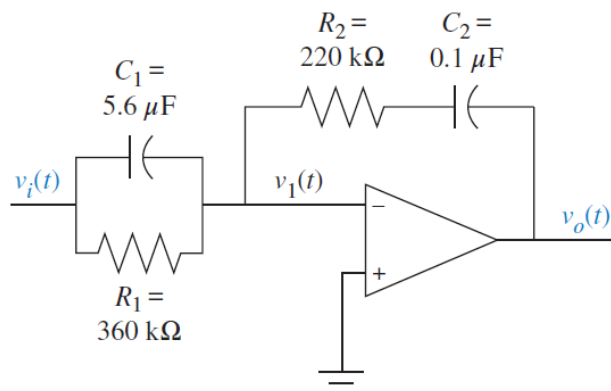 R₂ =
220 kΩ
C₂ =
0.1 μF
C₁ =
5.6 μF
vᵢ(t)
v₁(t)
−
vₒ(t)
+
R₁ =
360 kΩ